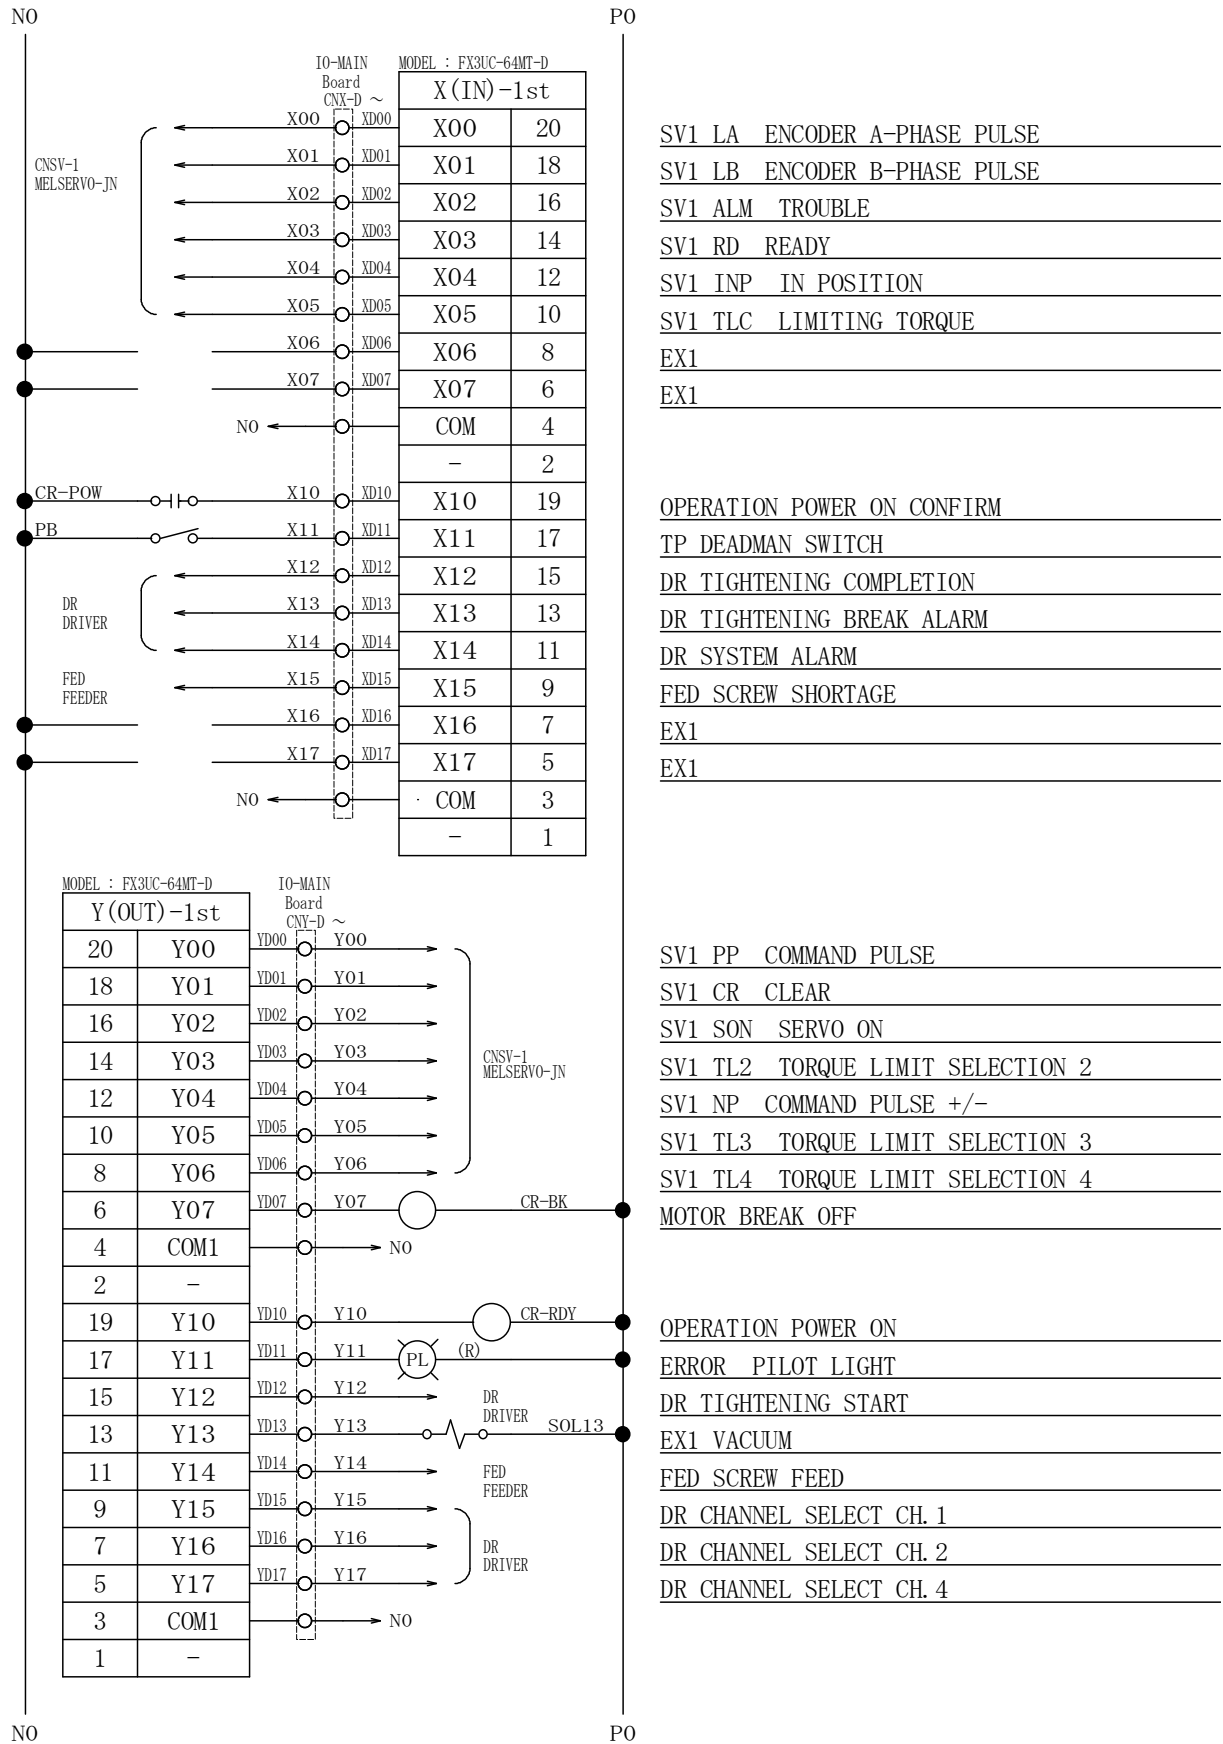 N0 P0
IO-MAIN MODEL : FX3UC-64MT-D
Board X(IN)-1st
CNX-D ~
X00 XD00 X00 20 SV1 LA ENCODER A-PHASE PULSE
CNSV-1 X01 XD01 X01 18 SV1 LB ENCODER B-PHASE PULSE
MELSERVO-JN X02 XD02 X02 16 SV1 ALM TROUBLE
X03 XD03 X03 14 SV1 RD READY
X04 XD04 X04 12 SV1 INP IN POSITION
X05 XD05 X05 10 SV1 TLC LIMITING TORQUE
X06 XD06 X06 8 EX1
X07 XD07 X07 6 EX1
N0 COM 4
- 2
CR-POW X10 XD10 X10 19 OPERATION POWER ON CONFIRM
PB X11 XD11 X11 17 TP DEADMAN SWITCH
X12 XD12 X12 15 DR TIGHTENING COMPLETION
DR
DRIVER X13 XD13 X13 13 DR TIGHTENING BREAK ALARM
X14 XD14 X14 11 DR SYSTEM ALARM
FED
FEEDER X15 XD15 X15 9 FED SCREW SHORTAGE
X16 XD16 X16 7 EX1
X17 XD17 X17 5 EX1
N0 COM 3
- 1
MODEL : FX3UC-64MT-D IO-MAIN
Y(OUT)-1st Board
CNY-D ~
20 Y00 YD00 Y00 SV1 PP COMMAND PULSE
18 Y01 YD01 Y01 SV1 CR CLEAR
16 Y02 YD02 Y02 SV1 SON SERVO ON
14 Y03 YD03 Y03 CNSV-1 SV1 TL2 TORQUE LIMIT SELECTION 2
MELSERVO-JN
12 Y04 YD04 Y04 SV1 NP COMMAND PULSE +/-
10 Y05 YD05 Y05 SV1 TL3 TORQUE LIMIT SELECTION 3
8 Y06 YD06 Y06 SV1 TL4 TORQUE LIMIT SELECTION 4
6 Y07 YD07 Y07 CR-BK MOTOR BREAK OFF
4 COM1 N0
2 -
19 Y10 YD10 Y10 CR-RDY OPERATION POWER ON
17 Y11 YD11 Y11 PL (R) ERROR PILOT LIGHT
15 Y12 YD12 Y12 DR DR TIGHTENING START
DRIVER
13 Y13 YD13 Y13 SOL13 EX1 VACUUM
11 Y14 YD14 Y14 FED FED SCREW FEED
FEEDER
9 Y15 YD15 Y15 DR CHANNEL SELECT CH.1
7 Y16 YD16 Y16 DR DR CHANNEL SELECT CH.2
DRIVER
5 Y17 YD17 Y17 DR CHANNEL SELECT CH.4
3 COM1 N0
1 -
N0 P0